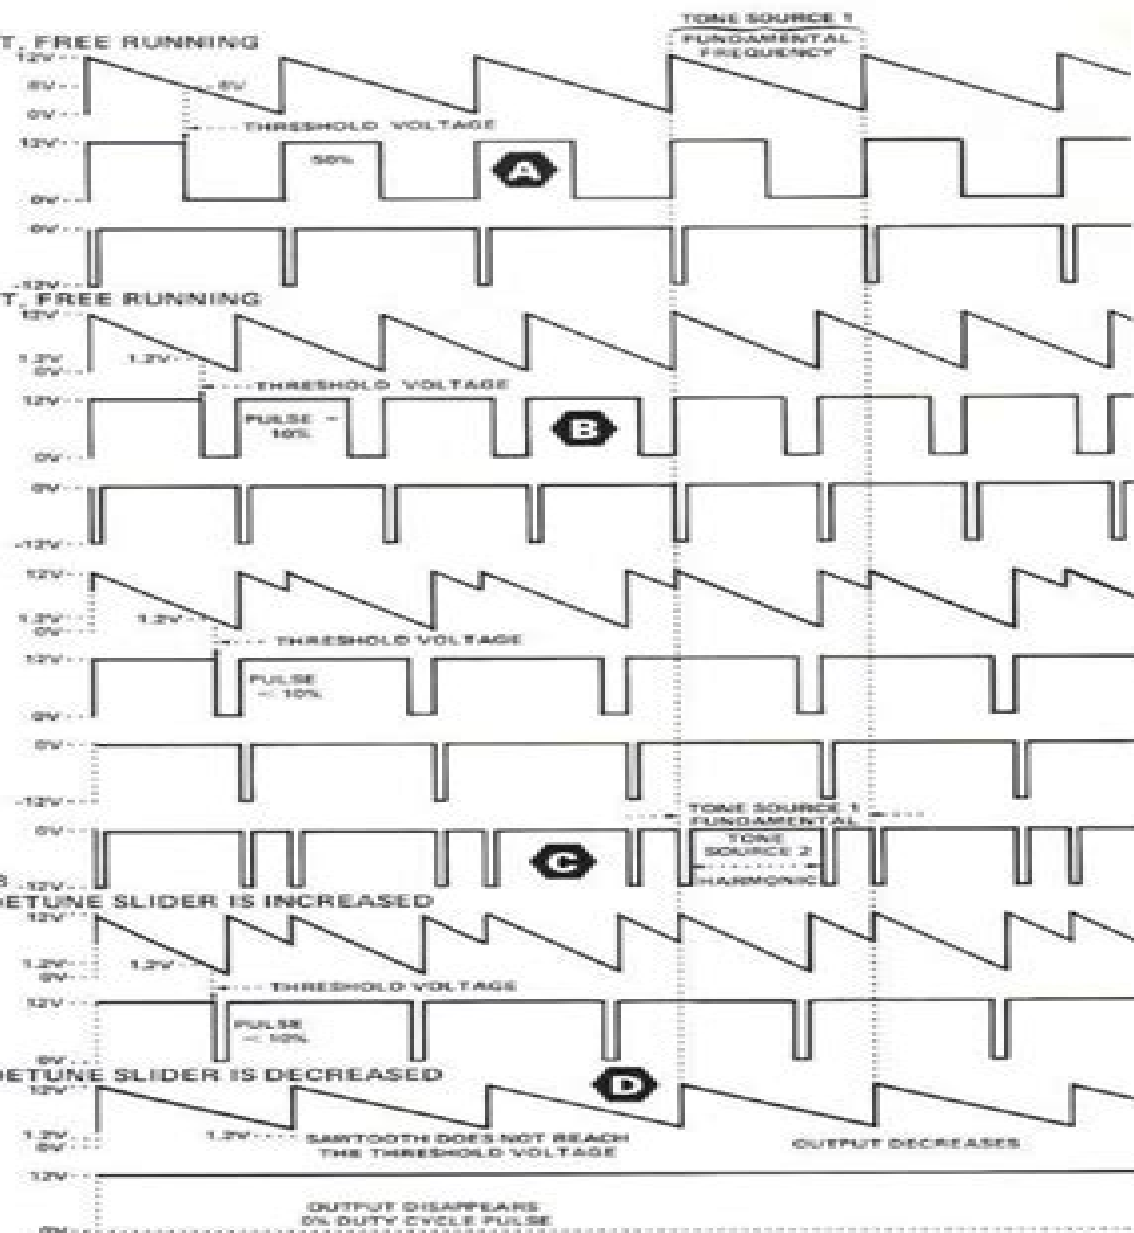 TONE SOURCE 1
T, FREE RUNNING
FUNDAMENTAL
FREQUENCY
12V
6V
6V
0V
THRESHOLD VOLTAGE
12V
50%
A
0V
0V
-12V
T, FREE RUNNING
12V
1.2V
1.2V
0V
THRESHOLD VOLTAGE
12V
PULSE -
10%
B
0V
0V
-12V
12V
1.2V
1.2V
0V
THRESHOLD VOLTAGE
12V
PULSE
< 10%
0V
0V
-12V
TONE SOURCE 1
FUNDAMENTAL
0V
TONE
SOURCE 2
C
HARMONIC
S
-12V
DETUNE SLIDER IS INCREASED
12V
1.2V
1.2V
0V
THRESHOLD VOLTAGE
12V
PULSE
< 10%
0V
DETUNE SLIDER IS DECREASED
12V
D
1.2V
1.2V
SAWTOOTH DOES NOT REACH
THE THRESHOLD VOLTAGE
OUTPUT DECREASES
0V
12V
OUTPUT DISAPPEARS
0% DUTY CYCLE PULSE
0V